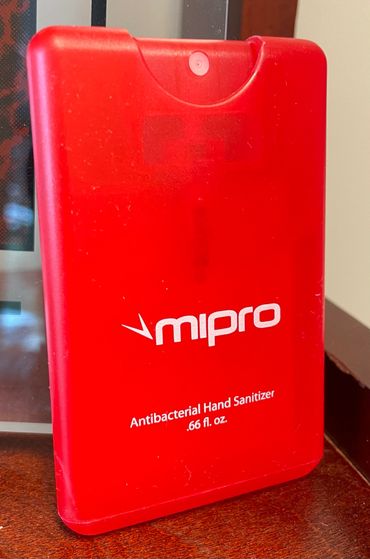 mipro
Antibacterial Hand Sanitizer
.66 fl. oz.